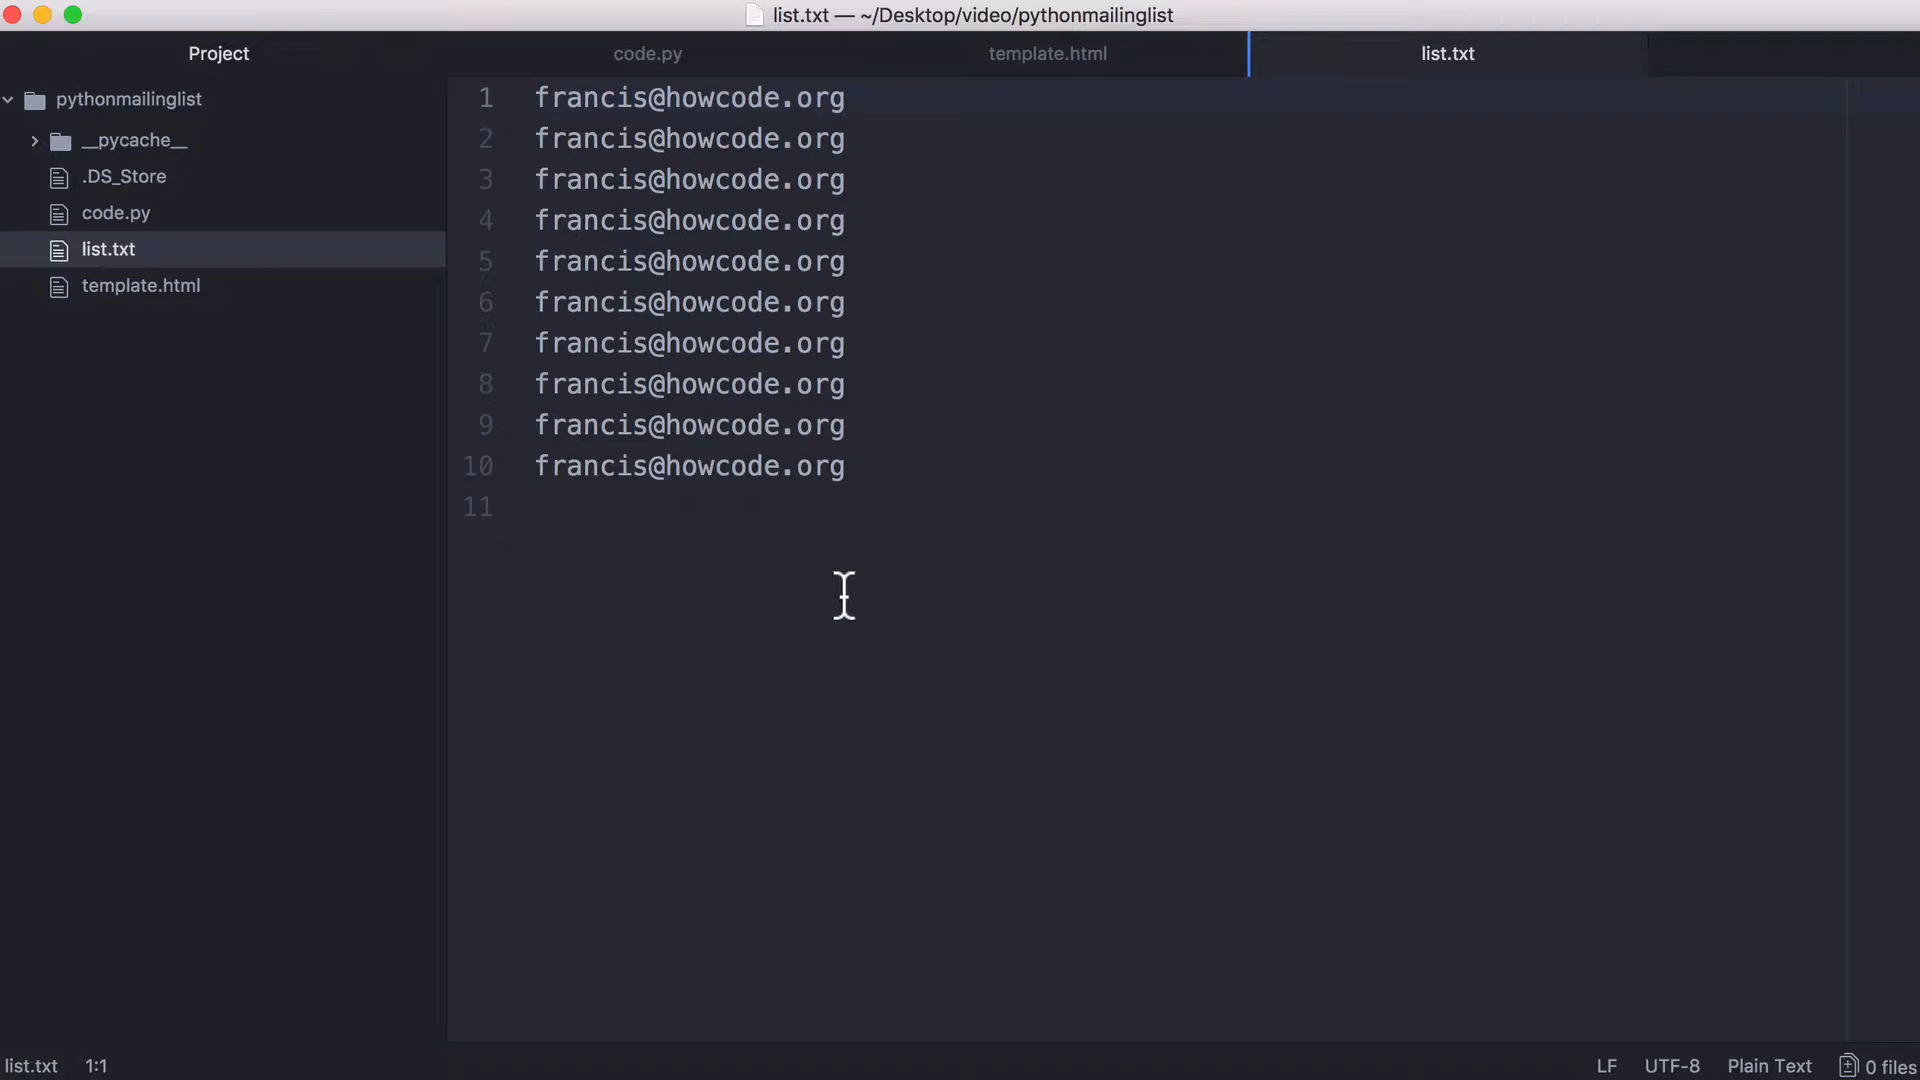 list.txt — ~/Desktop/video/pythonmailinglist
Project
code.py
template.html
list.txt
pythonmailinglist
__pycache__
.DS_Store
code.py
list.txt
template.html
1 francis@howcode.org
2 francis@howcode.org
3 francis@howcode.org
4 francis@howcode.org
5 francis@howcode.org
6 francis@howcode.org
7 francis@howcode.org
8 francis@howcode.org
9 francis@howcode.org
10 francis@howcode.org
11
list.txt 1:1
LF UTF-8 Plain Text 0 files